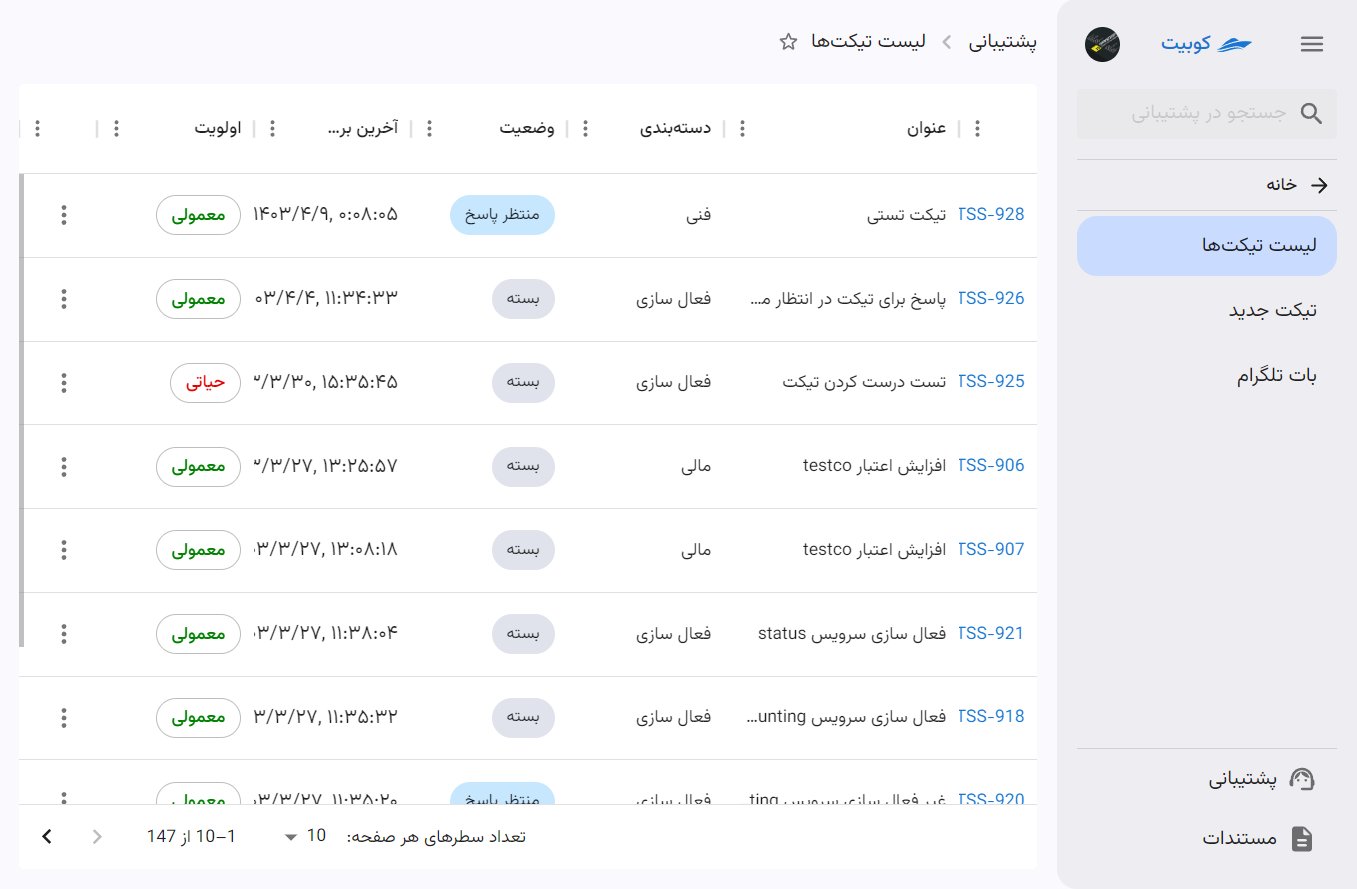 کوبیت
جستجو در پشتیبانی
خانه
لیست تیکت‌ها
تیکت جدید
بات تلگرام
پشتیبانی
مستندات
پشتیبانی
لیست تیکت‌ها
عنوان دسته‌بندی وضعیت آخرین بر... اولویت
TSS-928 تیکت تستی فنی منتظر پاسخ ۱۴۰۳/۴/۹, ۰:۰۸:۰۵ معمولی
TSS-926 پاسخ برای تیکت در انتظار م... فعال سازی بسته ۰۳/۴/۴, ۱۱:۳۴:۳۳ معمولی
TSS-925 تست درست کردن تیکت فعال سازی بسته ۳/۳/۳۰, ۱۵:۳۵:۴۵ حیاتی
TSS-906 افزایش اعتبار testco مالی بسته ۳/۳/۲۷, ۱۳:۲۵:۵۷ معمولی
TSS-907 افزایش اعتبار testco مالی بسته ۰۳/۳/۲۷, ۱۳:۰۸:۱۸ معمولی
TSS-921 فعال سازی سرویس status فعال سازی بسته ۰۳/۳/۲۷, ۱۱:۳۸:۰۴ معمولی
TSS-918 فعال سازی سرویس unting... فعال سازی بسته ۳/۳/۲۷, ۱۱:۳۵:۳۲ معمولی
TSS-920 غیر فعال سازی سرویس ting فعال سازی منتظر پاسخ ۰۳/۳/۲۷, ۱۱:۳۵:۲۰ معمولی
تعداد سطرهای هر صفحه: 10 1–10 از 147